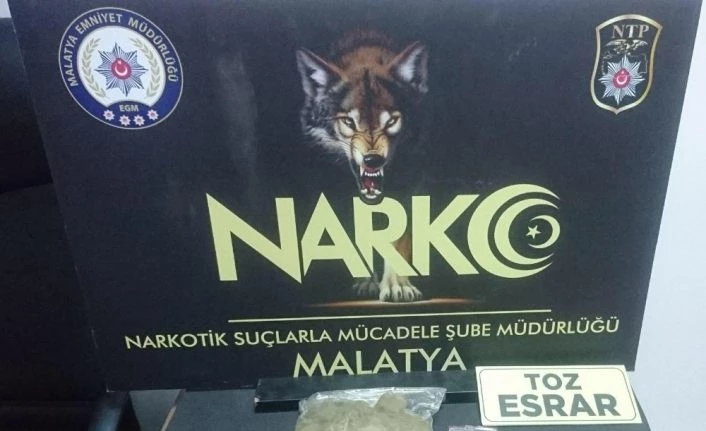 MALATYA EMNİYET MÜDÜRLÜĞÜ
EGM
NTP
NARKO
NARKOTİK SUÇLARLA MÜCADELE ŞUBE MÜDÜRLÜĞÜ
MALATYA
TOZ
ESRAR